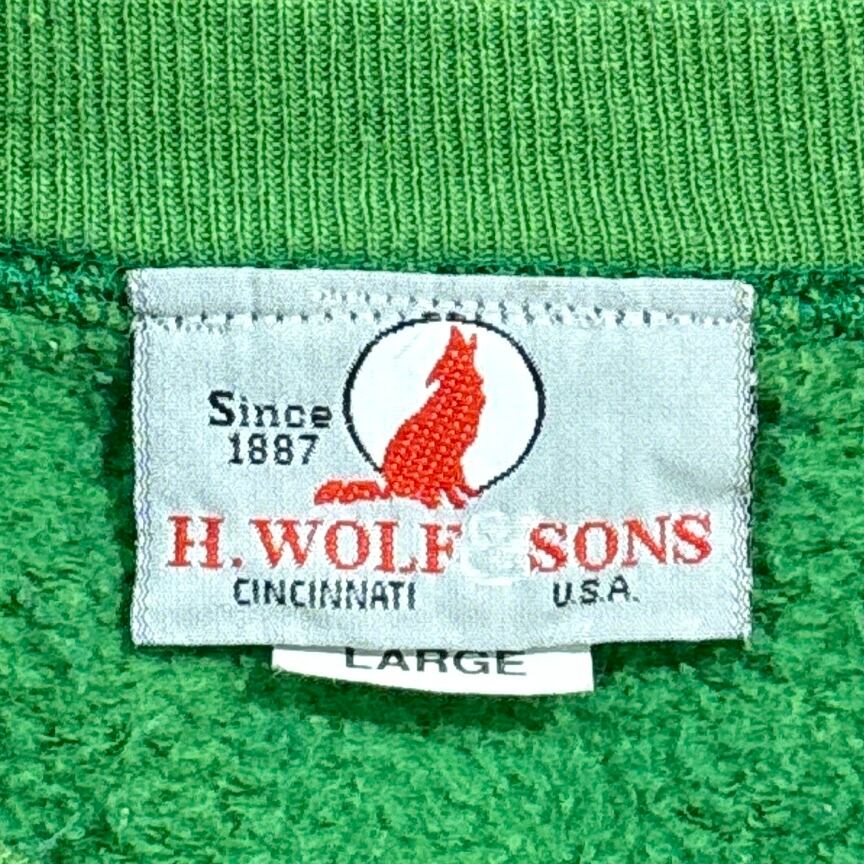 Since
1887
H. WOLF & SONS
CINCINNATI U.S.A.
LARGE